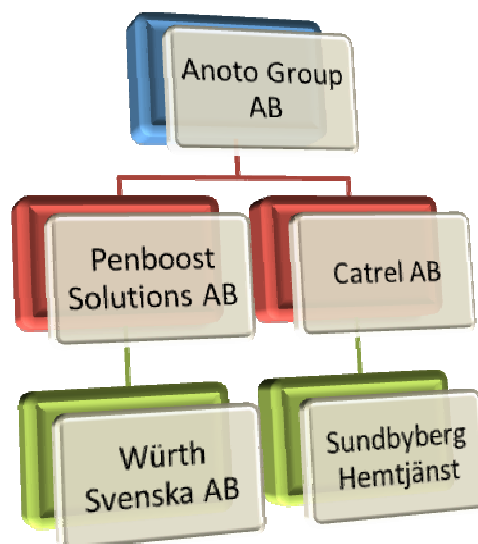 Anoto Group
AB
Penboost
Solutions AB
Catrel AB
Würth
Svenska AB
Sundbyberg
Hemtjänst